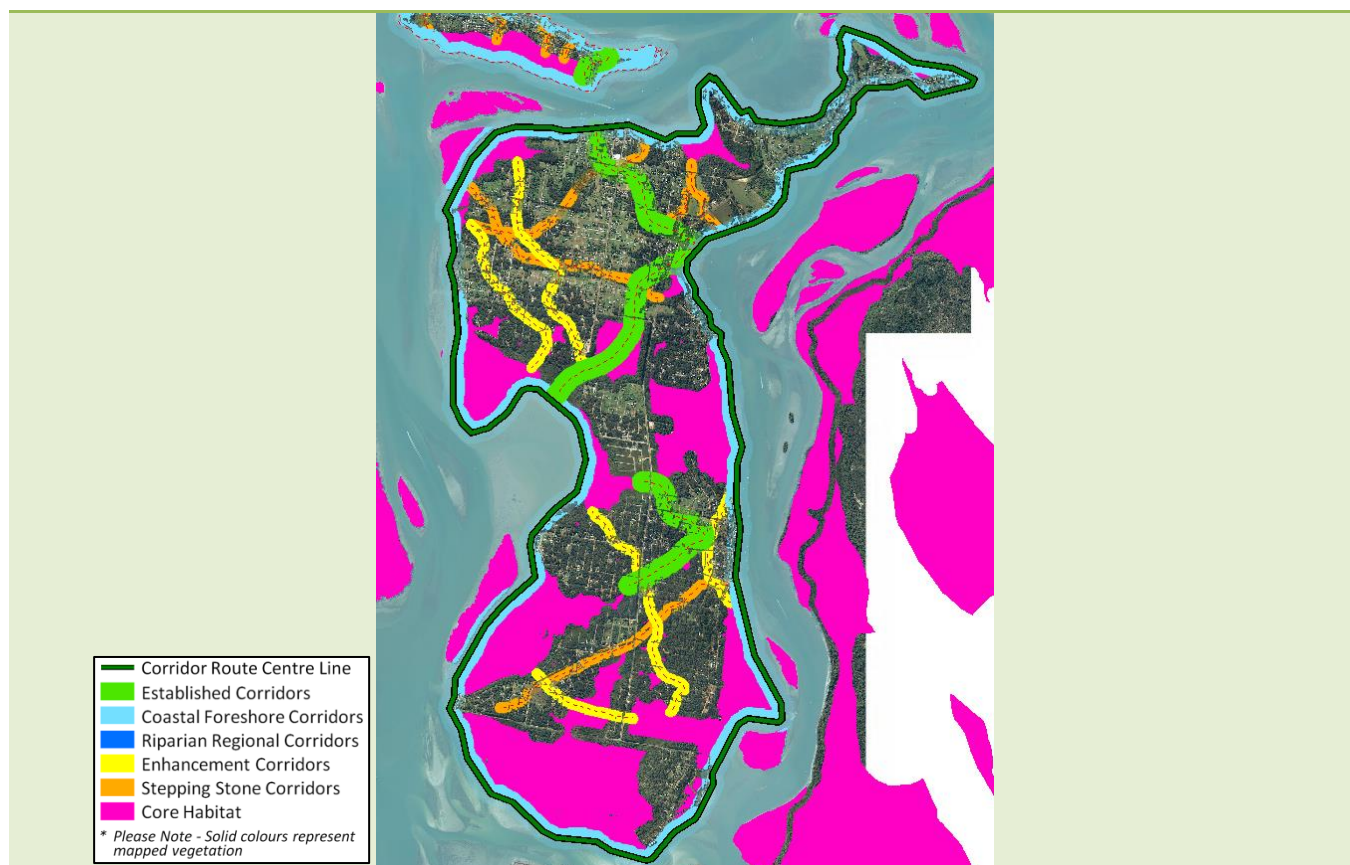 Corridor Route Centre Line
Established Corridors
Coastal Foreshore Corridors
Riparian Regional Corridors
Enhancement Corridors
Stepping Stone Corridors
Core Habitat
* Please Note - Solid colours represent
mapped vegetation